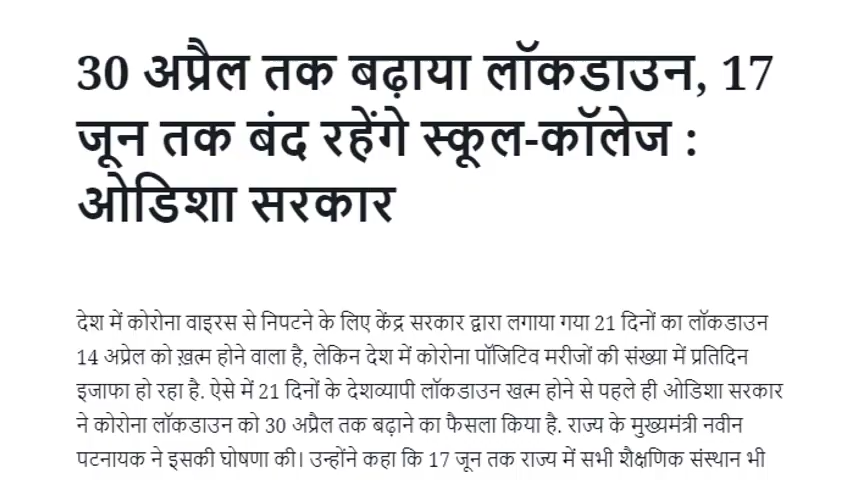 30 अप्रैल तक बढ़ाया लॉकडाउन, 17
जून तक बंद रहेंगे स्कूल-कॉलेज :
ओडिशा सरकार
देश में कोरोना वाइरस से निपटने के लिए केंद्र सरकार द्वारा लगाया गया 21 दिनों का लॉकडाउन
14 अप्रेल को ख़त्म होने वाला है, लेकिन देश में कोरोना पॉजिटिव मरीजों की संख्या में प्रतिदिन
इजाफा हो रहा है. ऐसे में 21 दिनों के देशव्यापी लॉकडाउन खत्म होने से पहले ही ओडिशा सरकार
ने कोरोना लॉकडाउन को 30 अप्रैल तक बढ़ाने का फैसला किया है. राज्य के मुख्यमंत्री नवीन
पटनायक ने इसकी घोषणा की। उन्होंने कहा कि 17 जून तक राज्य में सभी शैक्षणिक संस्थान भी